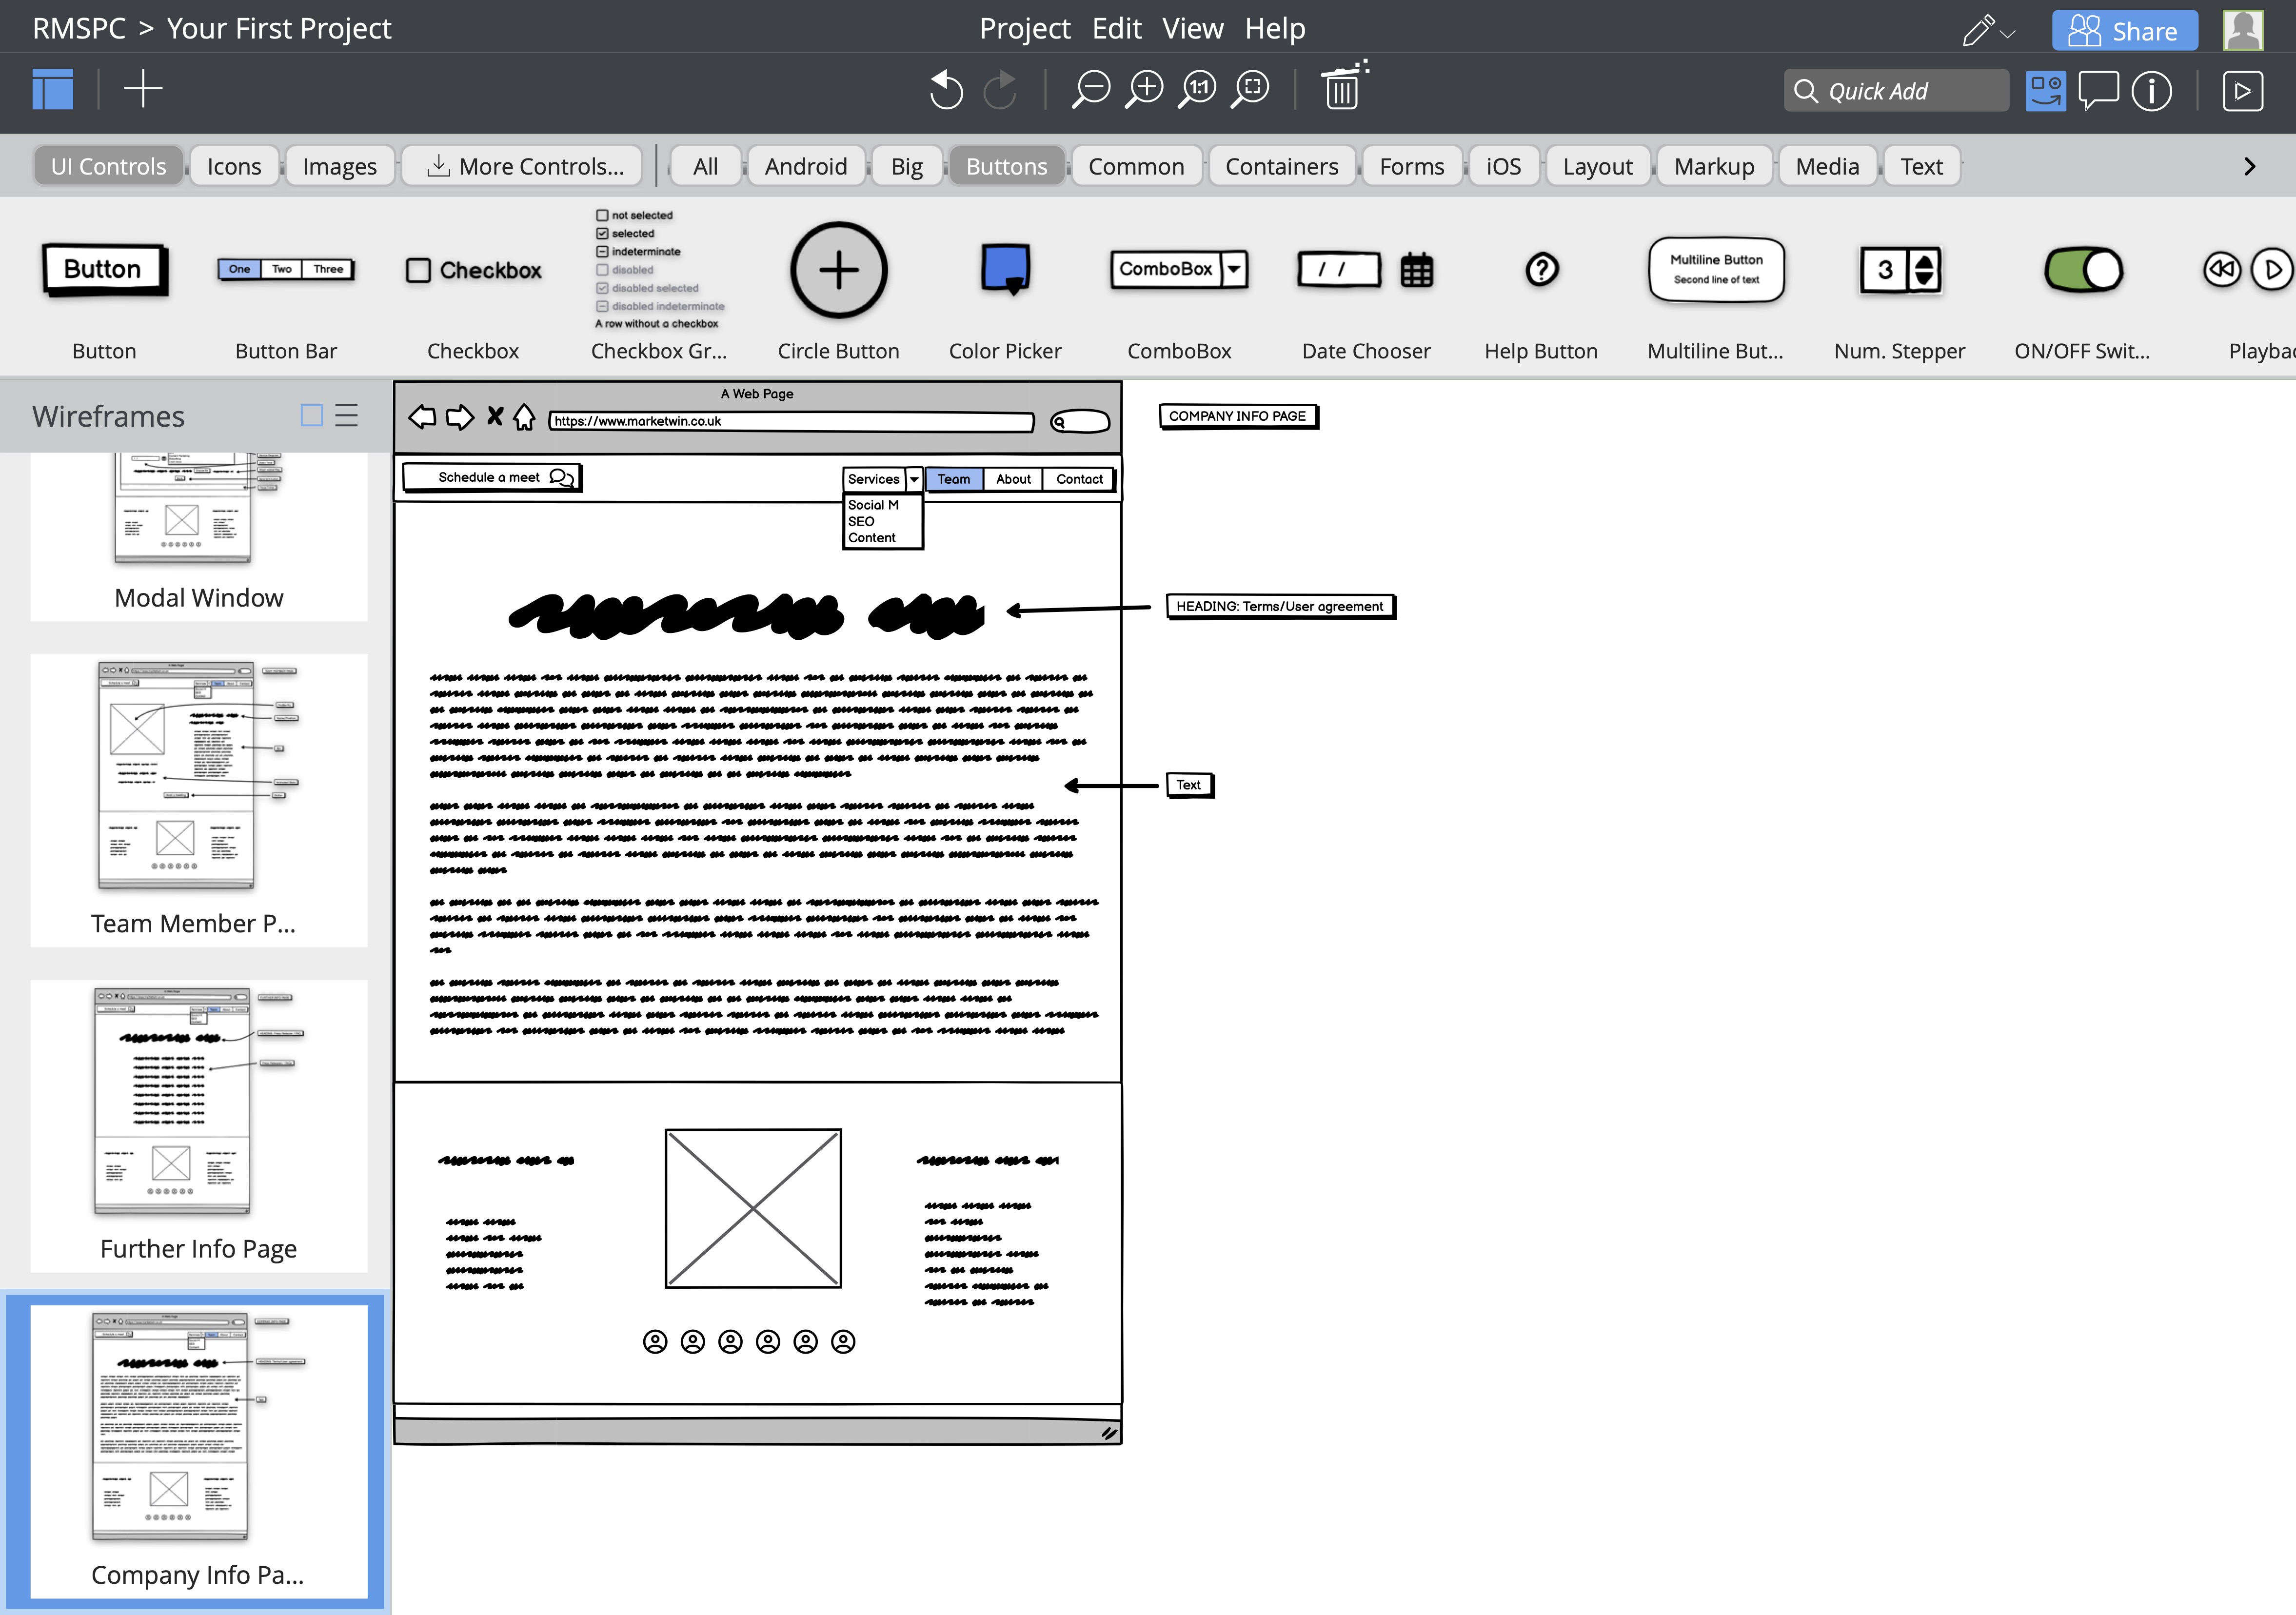 RMSPC > Your First Project
Project Edit View Help
Share
1:1
Quick Add
UI Controls
Icons
Images
More Controls...
All
Android
Big
Buttons
Common
Containers
Forms
iOS
Layout
Markup
Media
Text
Button
One Two Three
Checkbox
not selected
selected
indeterminate
disabled
disabled selected
disabled indeterminate
A row without a checkbox
ComboBox
/ /
?
Multiline Button
Second line of text
3
Button
Button Bar
Checkbox
Checkbox Gr...
Circle Button
Color Picker
ComboBox
Date Chooser
Help Button
Multiline But...
Num. Stepper
ON/OFF Swit...
Playbac
Wireframes
Modal Window
Team Member P...
Further Info Page
Company Info Pa...
A Web Page
https://www.marketwin.co.uk
COMPANY INFO PAGE
Schedule a meet
Services
Team
About
Contact
Social M
SEO
Content
HEADING: Terms/User agreement
Text